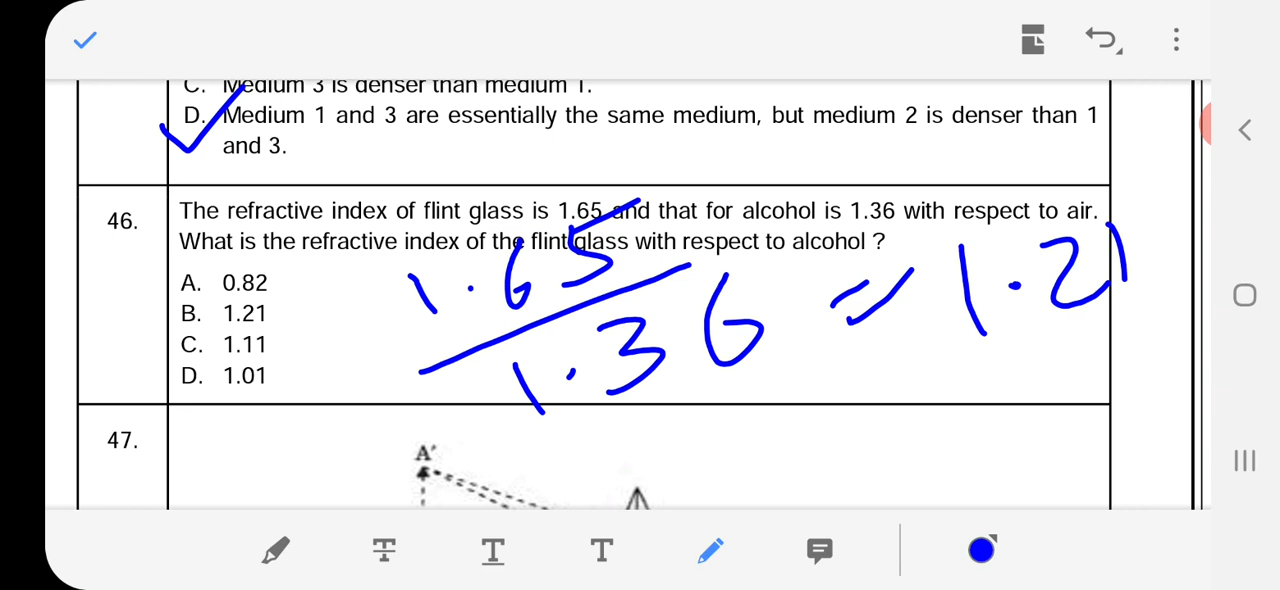 C. Medium 3 is denser than medium 1.
D. Medium 1 and 3 are essentially the same medium, but medium 2 is denser than 1
and 3.
46. The refractive index of flint glass is 1.65 and that for alcohol is 1.36 with respect to air.
What is the refractive index of the flint glass with respect to alcohol ?
A. 0.82
B. 1.21
C. 1.11
D. 1.01
1.65
1.36
= 1.21
47.
A′
T
T
T